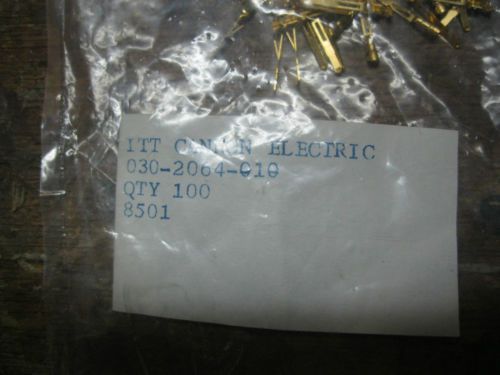 ITT CANNON ELECTRIC
030-2064-010
QTY 100
8501